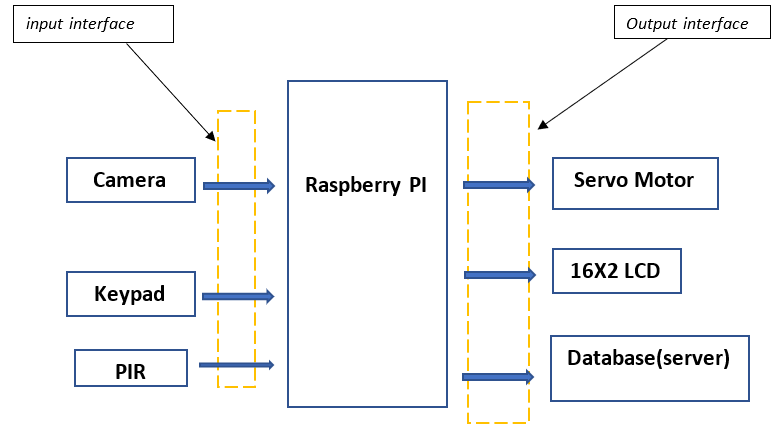 input interface
Output interface
Camera
Raspberry PI
Servo Motor
Keypad
16X2 LCD
PIR
Database(server)